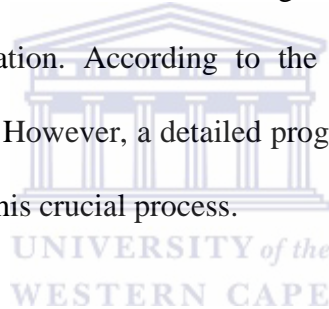 ation. According to the
However, a detailed prog
his crucial process.
UNIVERSITY of the
WESTERN CAPE